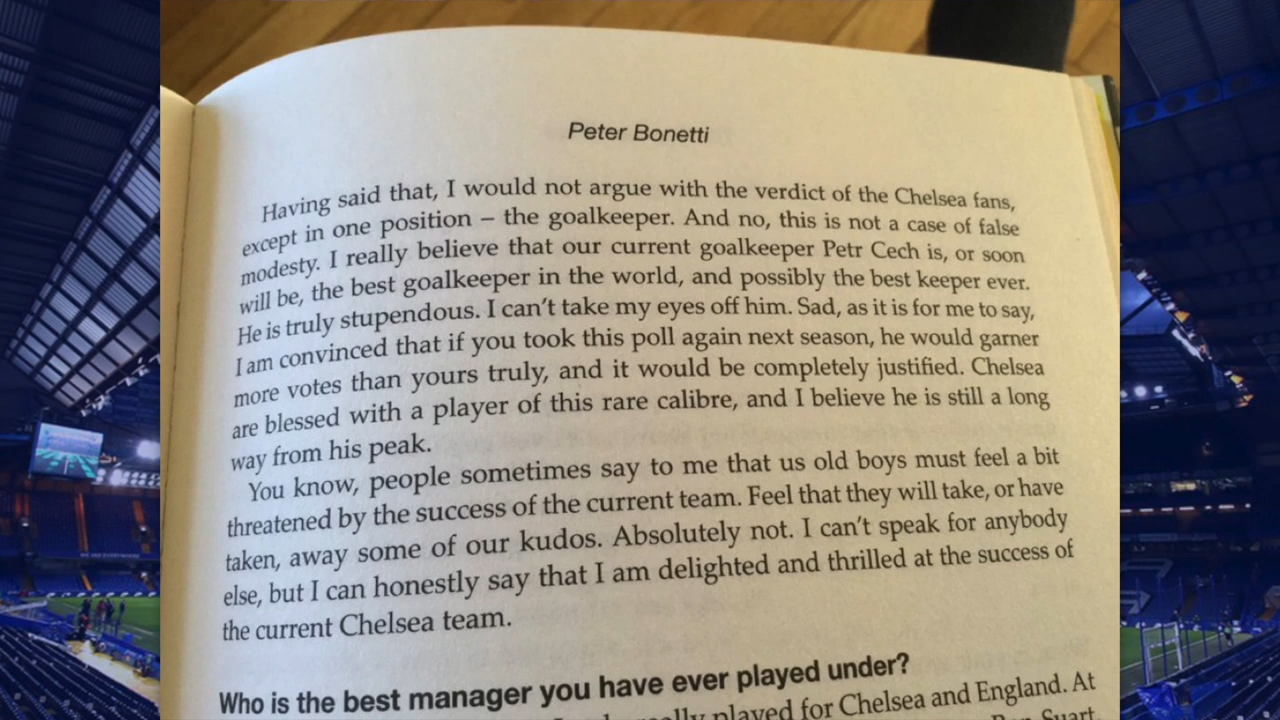 Peter Bonetti
Having said that, I would not argue with the verdict of the Chelsea fans,
except in one position – the goalkeeper. And no, this is not a case of false
modesty. I really believe that our current goalkeeper Petr Cech is, or soon
will be, the best goalkeeper in the world, and possibly the best keeper ever.
He is truly stupendous. I can't take my eyes off him. Sad, as it is for me to say,
I am convinced that if you took this poll again next season, he would garner
more votes than yours truly, and it would be completely justified. Chelsea
are blessed with a player of this rare calibre, and I believe he is still a long
way from his peak.
You know, people sometimes say to me that us old boys must feel a bit
threatened by the success of the current team. Feel that they will take, or have
taken, away some of our kudos. Absolutely not. I can't speak for anybody
else, but I can honestly say that I am delighted and thrilled at the success of
the current Chelsea team.
Who is the best manager you have ever played under?
played for Chelsea and England. At
Suart